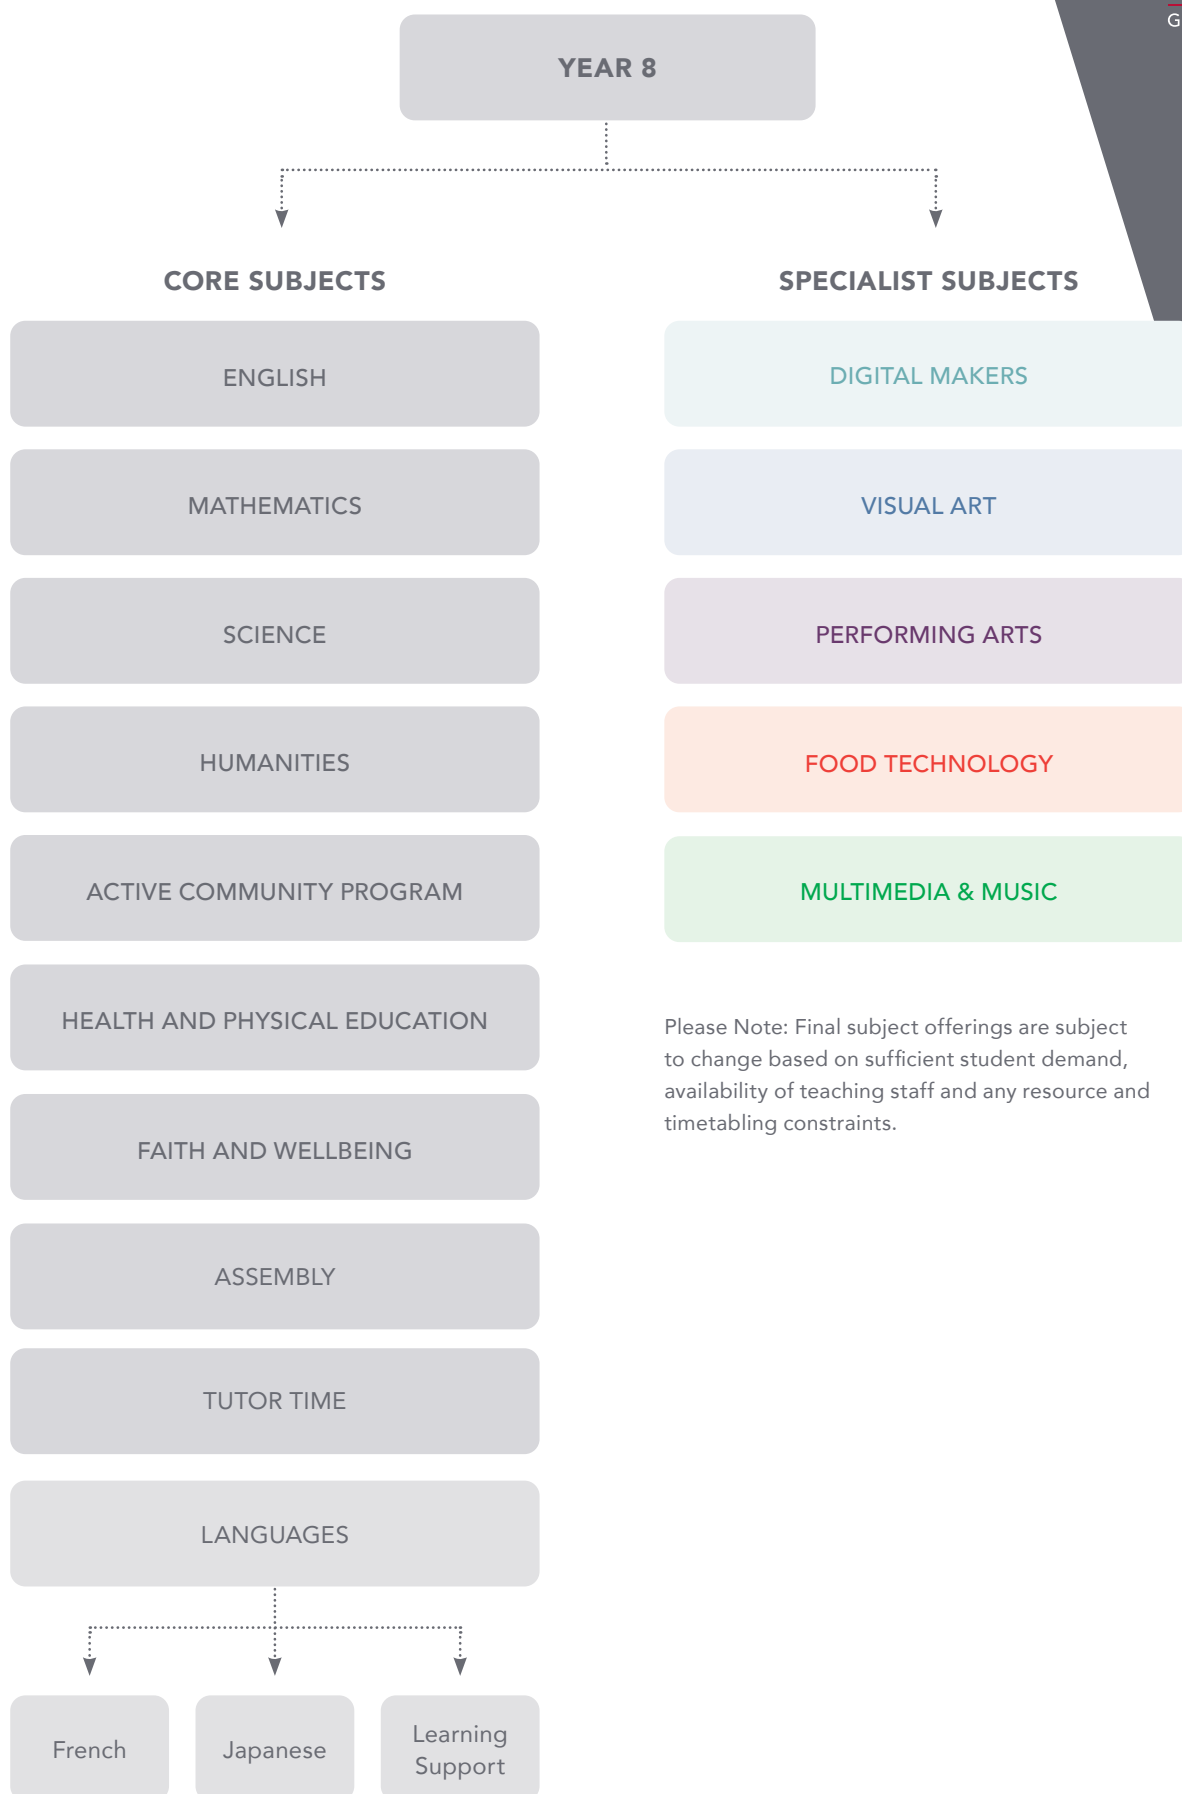 YEAR 8
CORE SUBJECTS
ENGLISH
MATHEMATICS
SCIENCE
HUMANITIES
ACTIVE COMMUNITY PROGRAM
HEALTH AND PHYSICAL EDUCATION
FAITH AND WELLBEING
ASSEMBLY
TUTOR TIME
LANGUAGES
French
Japanese
Learning
Support
SPECIALIST SUBJECTS
DIGITAL MAKERS
VISUAL ART
PERFORMING ARTS
FOOD TECHNOLOGY
MULTIMEDIA & MUSIC
Please Note: Final subject offerings are subject
to change based on sufficient student demand,
availability of teaching staff and any resource and
timetabling constraints.